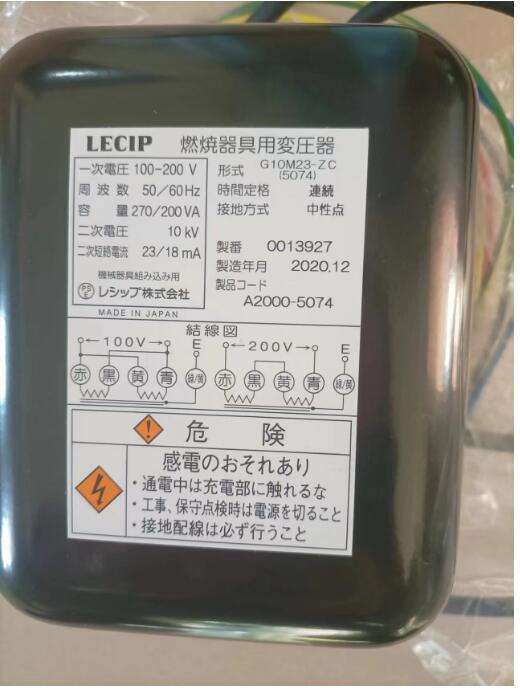 LECIP 燃焼器具用変圧器
一次電圧 100-200 V
周波数 50/60Hz
容量 270/200VA
二次電圧 10 kV
二次短絡電流 23/18 mA
機械器具組み込み用
PSE レシップ株式会社
MADE IN JAPAN
形式 G10M23-ZC
(5074)
時間定格 連続
接地方式 中性点
製番 0013927
製造年月 2020.12
製品コード
A2000-5074
結線図
100V E 200V E
赤 黒 黄 青 緑/黄 赤 黒 黄 青 緑/黄
危険
感電のおそれあり
・通電中は充電部に触れるな
・工事、保守点検時は電源を切ること
・接地配線は必ず行うこと